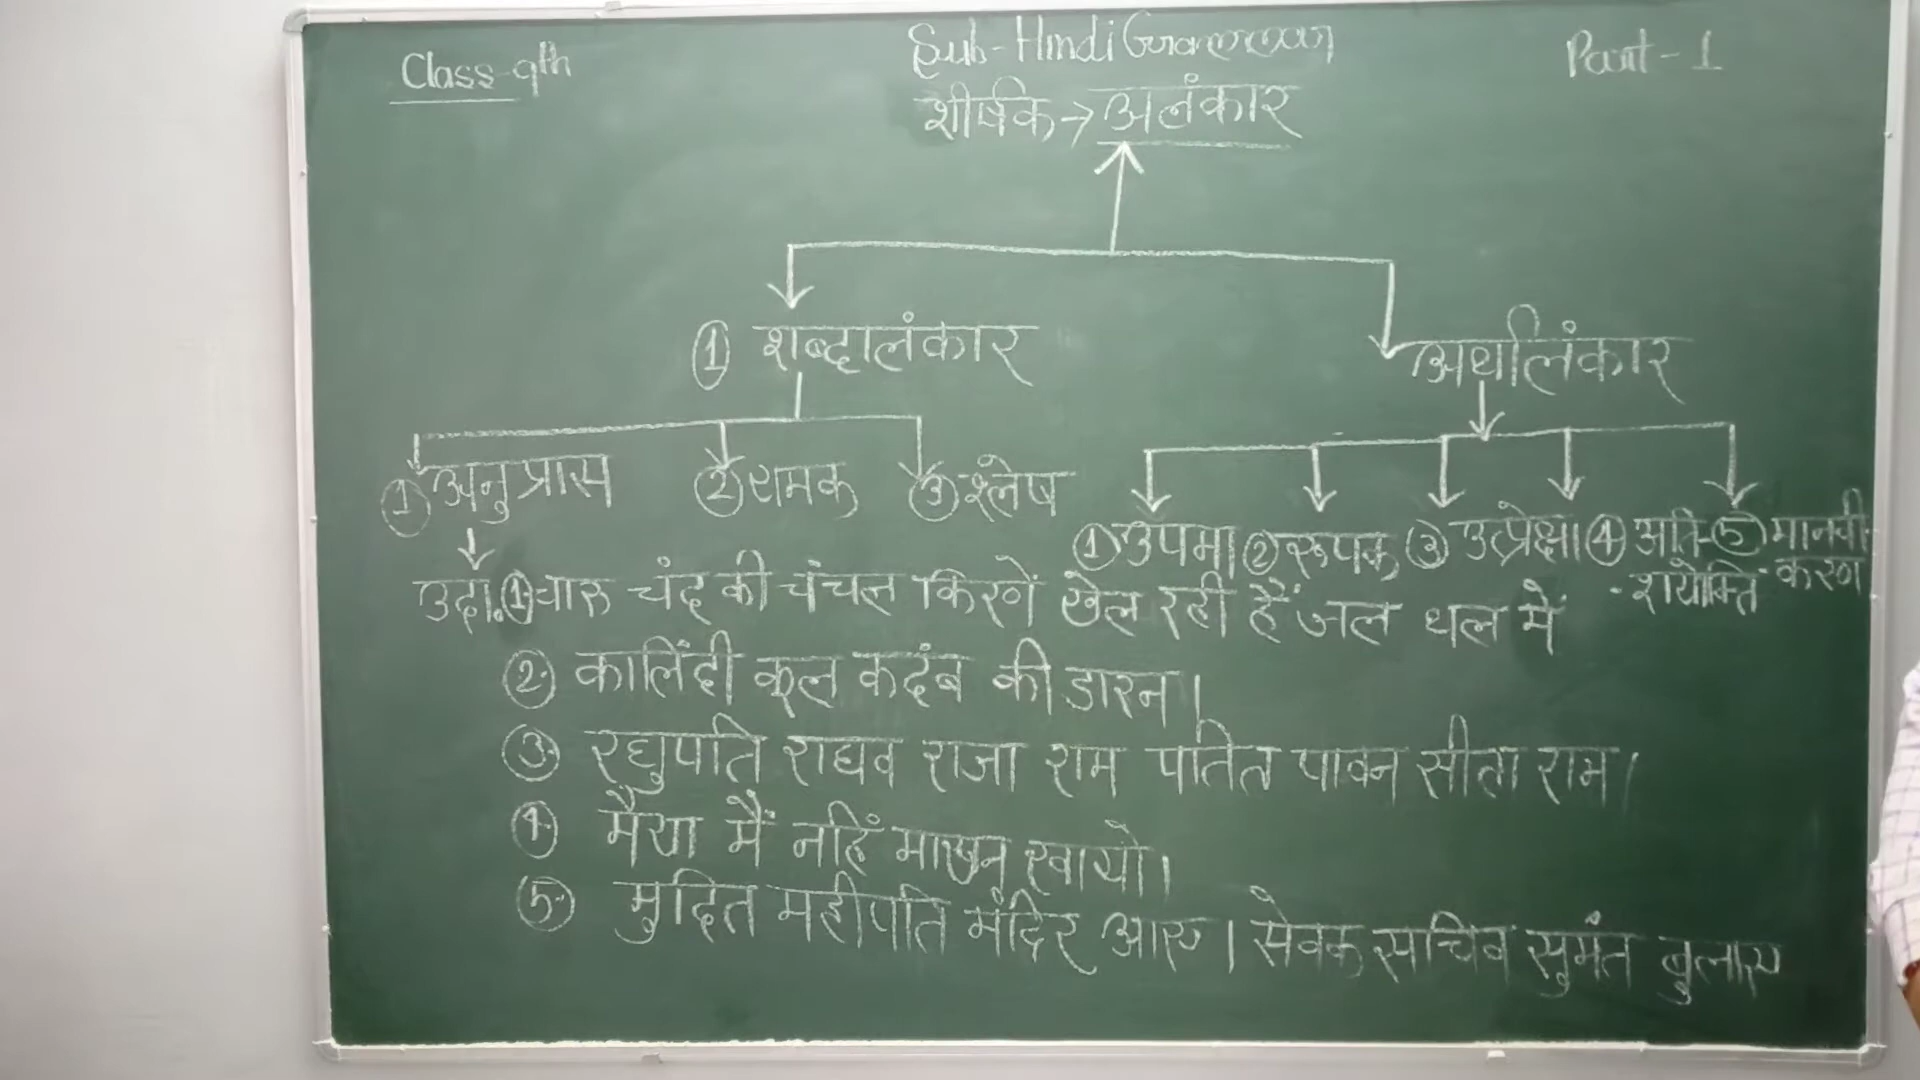 Class-9th
Sub-Hindi Grammar
Part-1
शीर्षक→अलंकार
① शब्दालंकार
अर्थालंकार
① अनुप्रास ② यमक ③ श्लेष
① उपमा ② रूपक ③ उत्प्रेक्षा ④ अति- ⑤ मानवी-
-शयोक्ति -करण
उदा. ① चारु चंद्र की चंचल किरणें खेल रही हैं जल थल में
② कालिंदी कूल कदंब की डारन।
③ रघुपति राघव राजा राम पतित पावन सीता राम।
④ मैया मैं नहिं माखन खायो।
⑤ मुदित महीपति मंदिर आए। सेवक सचिव सुमंत बुलाए